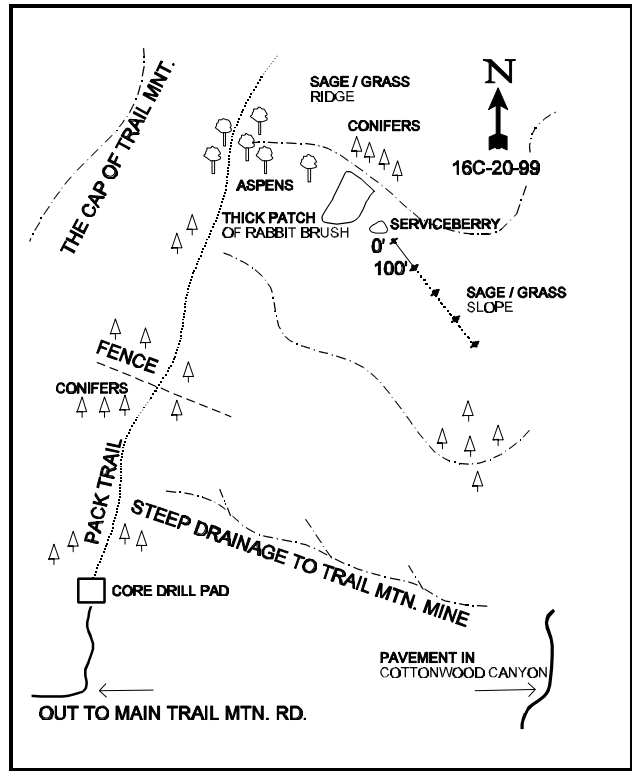 THE CAP OF TRAIL MNT.
SAGE / GRASS
RIDGE
N
CONIFERS
16C-20-99
ASPENS
THICK PATCH
OF RABBIT BRUSH
SERVICEBERRY
0'
100'
SAGE / GRASS
SLOPE
FENCE
CONIFERS
PACK TRAIL
STEEP DRAINAGE TO TRAIL MTN. MINE
CORE DRILL PAD
PAVEMENT IN
COTTONWOOD CANYON
OUT TO MAIN TRAIL MTN. RD.